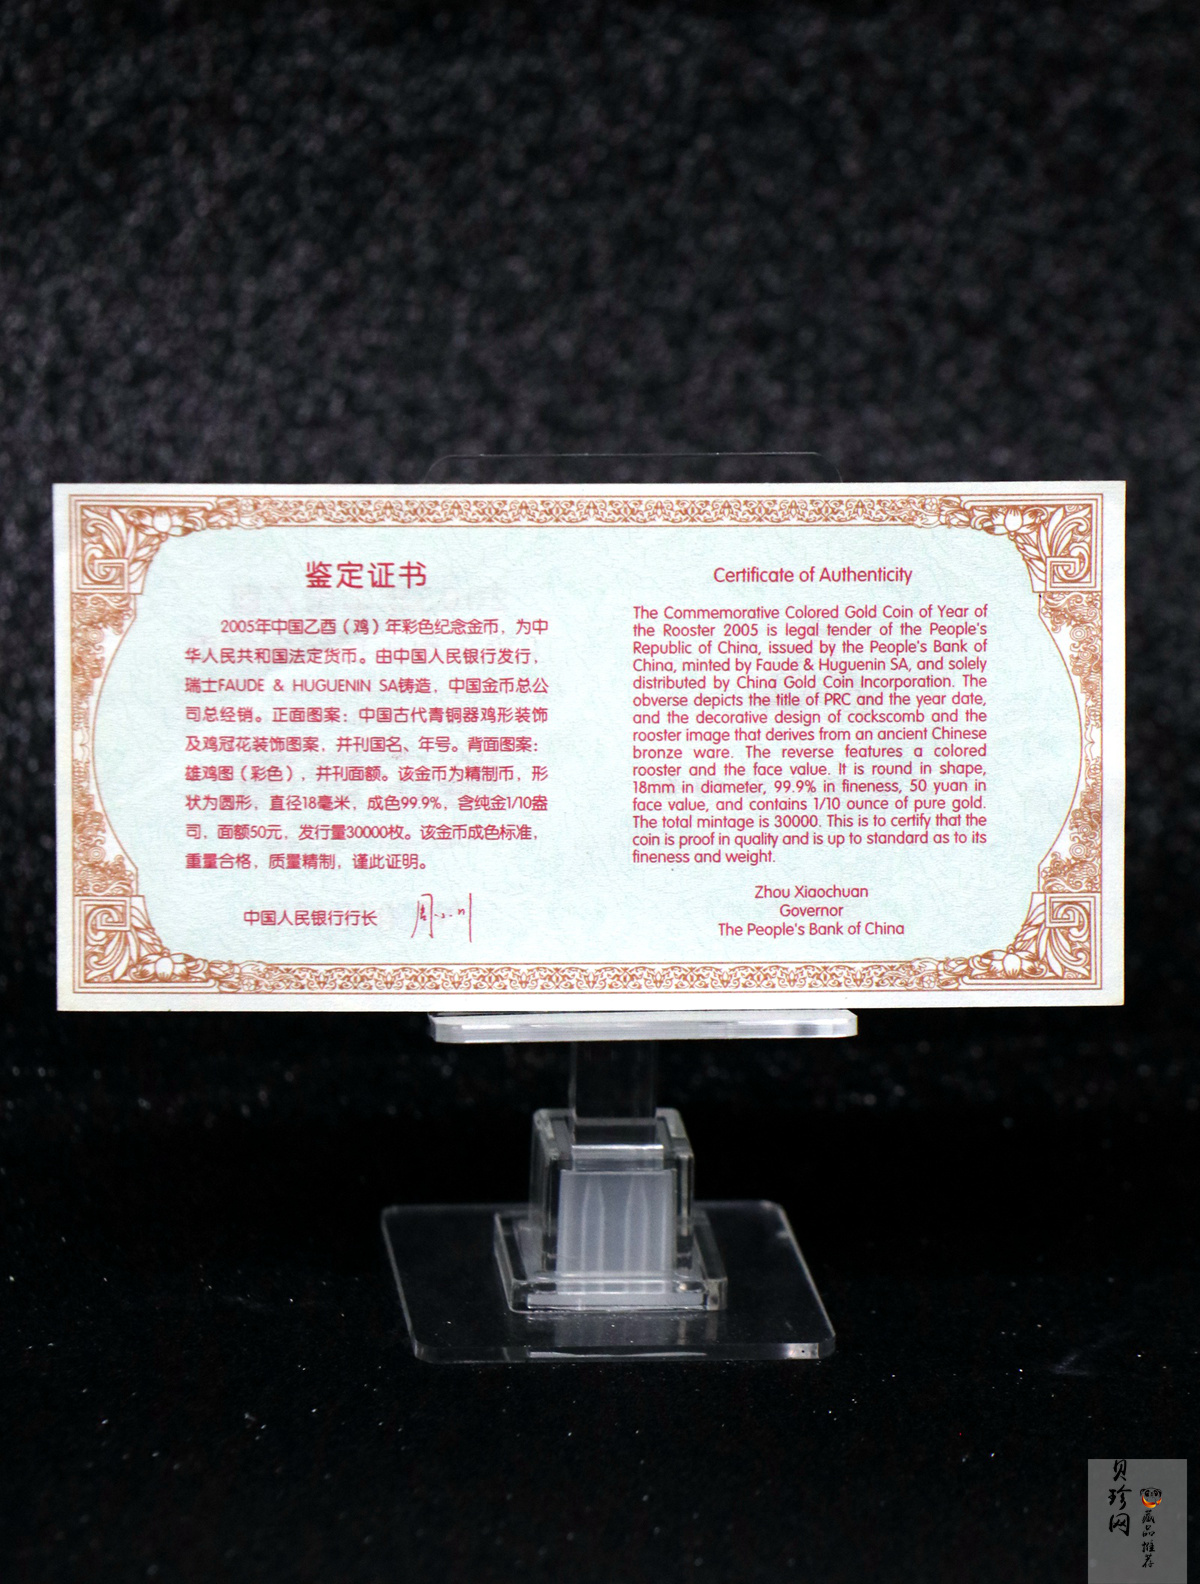 鉴定证书
2005年中国乙酉（鸡）年彩色纪念金币，为中
华人民共和国法定货币。由中国人民银行发行，
瑞士FAUDE & HUGUENIN SA铸造，中国金币总公
司总经销。正面图案：中国古代青铜器鸡形装饰
及鸡冠花装饰图案，并刊国名、年号。背面图案：
雄鸡图（彩色），并刊面额。该金币为精制币，形
状为圆形，直径18毫米，成色99.9%，含纯金1/10盎
司，面额50元，发行量30000枚。该金币成色标准，
重量合格，质量精制，谨此证明。
中国人民银行行长 周小川
Certificate of Authenticity
The Commemorative Colored Gold Coin of Year of
the Rooster 2005 is legal tender of the People's
Republic of China, issued by the People's Bank of
China, minted by Faude & Huguenin SA, and solely
distributed by China Gold Coin Incorporation. The
obverse depicts the title of PRC and the year date,
and the decorative design of cockscomb and the
rooster image that derives from an ancient Chinese
bronze ware. The reverse features a colored
rooster and the face value. It is round in shape,
18mm in diameter, 99.9% in fineness, 50 yuan in
face value, and contains 1/10 ounce of pure gold.
The total mintage is 30000. This is to certify that the
coin is proof in quality and is up to standard as to its
fineness and weight.
Zhou Xiaochuan
Governor
The People's Bank of China
贝珍网
藏品推荐